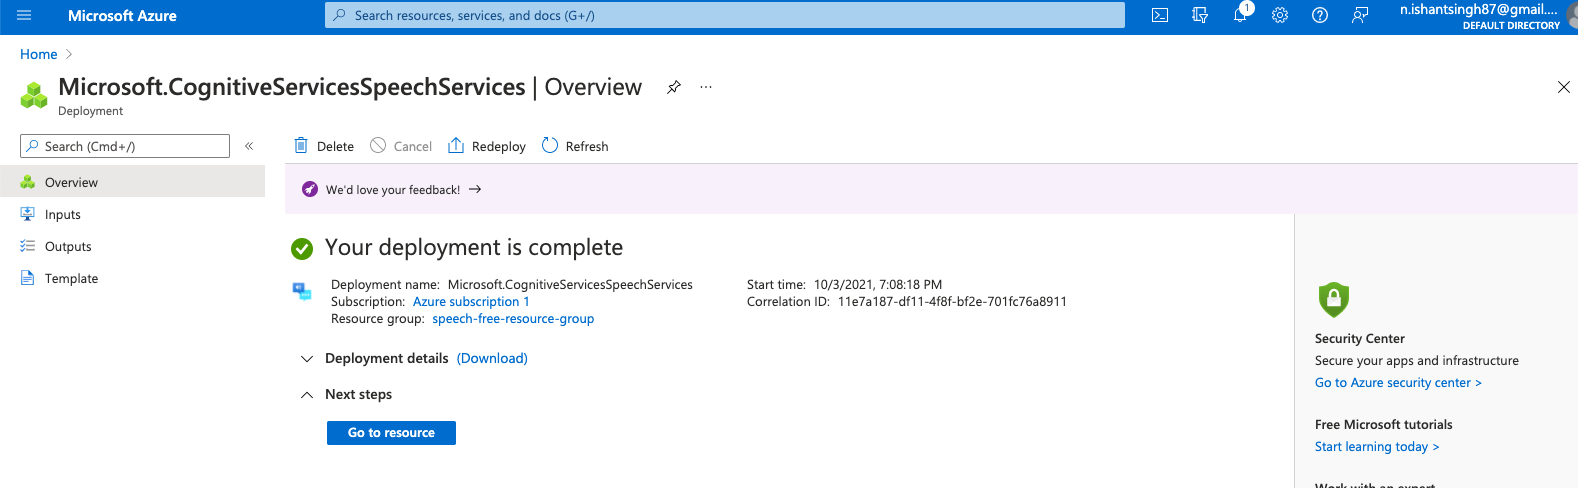 Microsoft Azure
Search resources, services, and docs (G+/)
1
n.ishantsingh87@gmail....
DEFAULT DIRECTORY
Home >
Microsoft.CognitiveServicesSpeechServices | Overview
Deployment
Search (Cmd+/)
«
Delete
Cancel
Redeploy
Refresh
Overview
Inputs
Outputs
Template
We'd love your feedback! →
Your deployment is complete
Deployment name: Microsoft.CognitiveServicesSpeechServices
Subscription: Azure subscription 1
Resource group: speech-free-resource-group
Start time: 10/3/2021, 7:08:18 PM
Correlation ID: 11e7a187-df11-4f8f-bf2e-701fc76a8911
Deployment details (Download)
Next steps
Go to resource
Security Center
Secure your apps and infrastructure
Go to Azure security center >
Free Microsoft tutorials
Start learning today >
Work with an expert